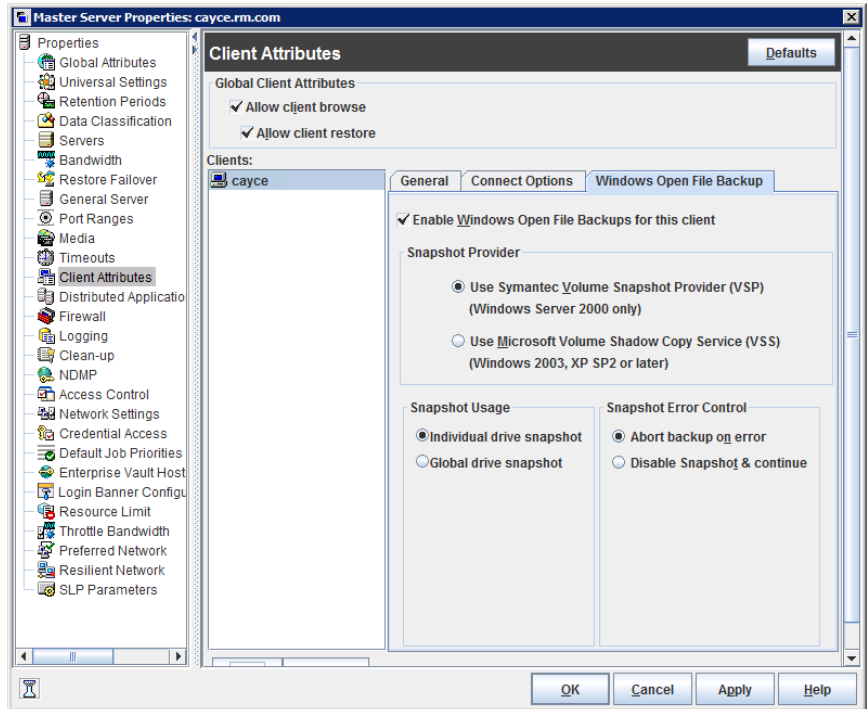 Master Server Properties: cayce.rm.com
Properties
Global Attributes
Universal Settings
Retention Periods
Data Classification
Servers
Bandwidth
Restore Failover
General Server
Port Ranges
Media
Timeouts
Client Attributes
Distributed Applicatio
Firewall
Logging
Clean-up
NDMP
Access Control
Network Settings
Credential Access
Default Job Priorities
Enterprise Vault Host
Login Banner Configu
Resource Limit
Throttle Bandwidth
Preferred Network
Resilient Network
SLP Parameters
Client Attributes
Defaults
Global Client Attributes
Allow client browse
Allow client restore
Clients:
cayce
General
Connect Options
Windows Open File Backup
Enable Windows Open File Backups for this client
Snapshot Provider
Use Symantec Volume Snapshot Provider (VSP)
(Windows Server 2000 only)
Use Microsoft Volume Shadow Copy Service (VSS)
(Windows 2003, XP SP2 or later)
Snapshot Usage
Individual drive snapshot
Global drive snapshot
Snapshot Error Control
Abort backup on error
Disable Snapshot & continue
OK
Cancel
Apply
Help